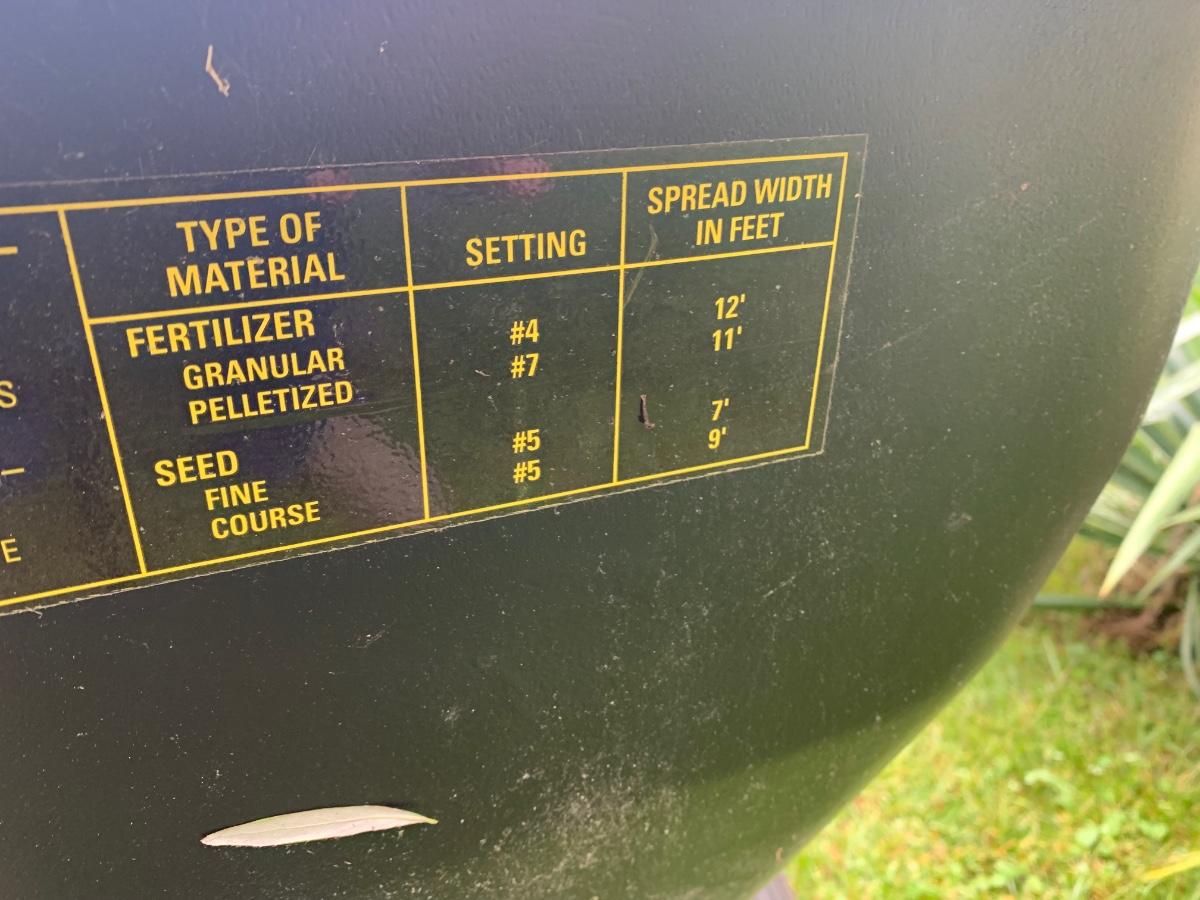 TYPE OF
MATERIAL
SETTING
SPREAD WIDTH
IN FEET
FERTILIZER
GRANULAR #4 12'
PELLETIZED #7 11'
SEED
FINE #5 7'
COURSE #5 9'
S
E